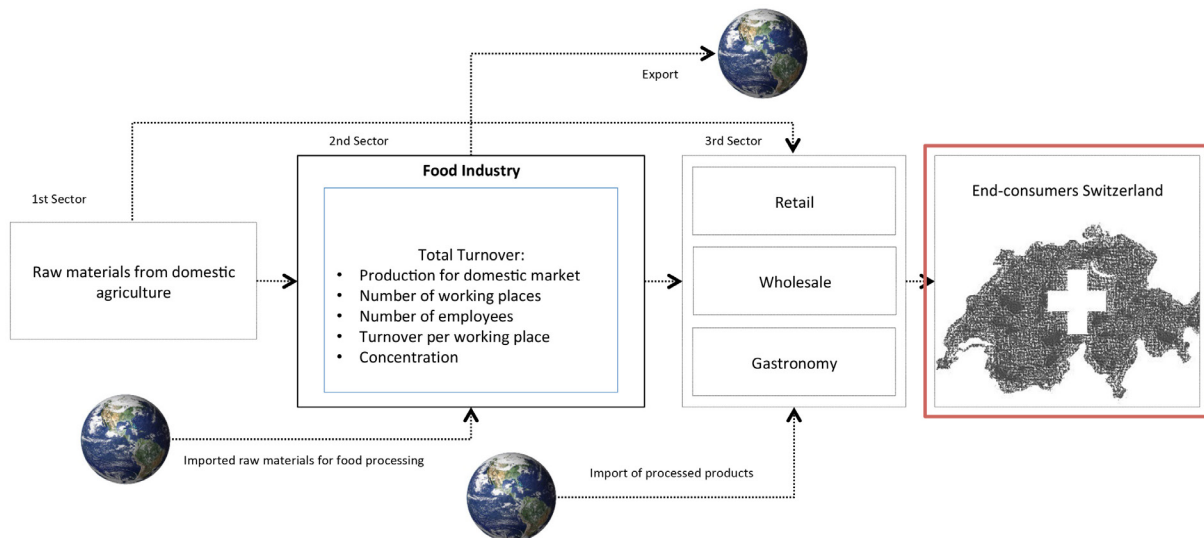 Export
2nd Sector
3rd Sector
1st Sector
Raw materials from domestic
agriculture
Food Industry
Total Turnover:
• Production for domestic market
• Number of working places
• Number of employees
• Turnover per working place
• Concentration
Retail
Wholesale
Gastronomy
End-consumers Switzerland
Imported raw materials for food processing
Import of processed products